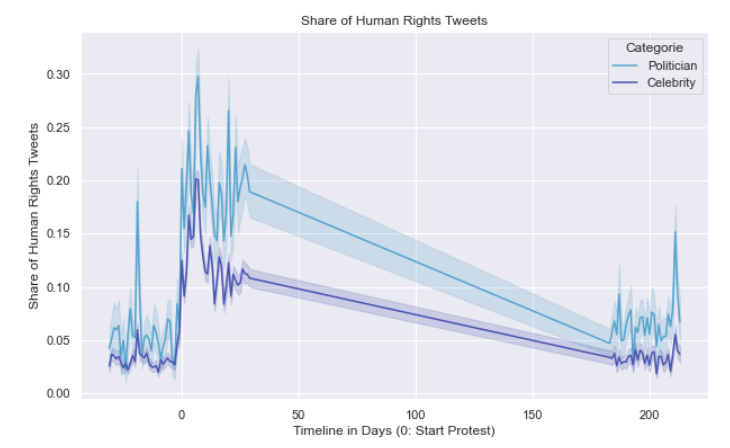 Share of Human Rights Tweets
Categorie
Politician
Celebrity
Share of Human Rights Tweets
0.30
0.25
0.20
0.15
0.10
0.05
0.00
0
50
100
150
200
Timeline in Days (0: Start Protest)